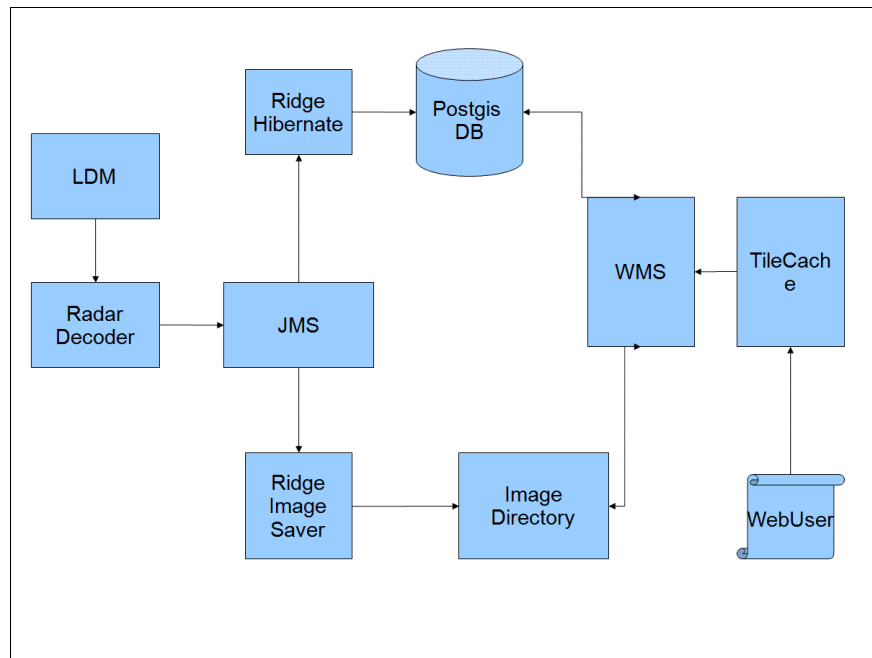 Ridge
Hibernate
Postgis
DB
LDM
WMS
TileCach
e
Radar
Decoder
JMS
Ridge
Image
Saver
Image
Directory
WebUser